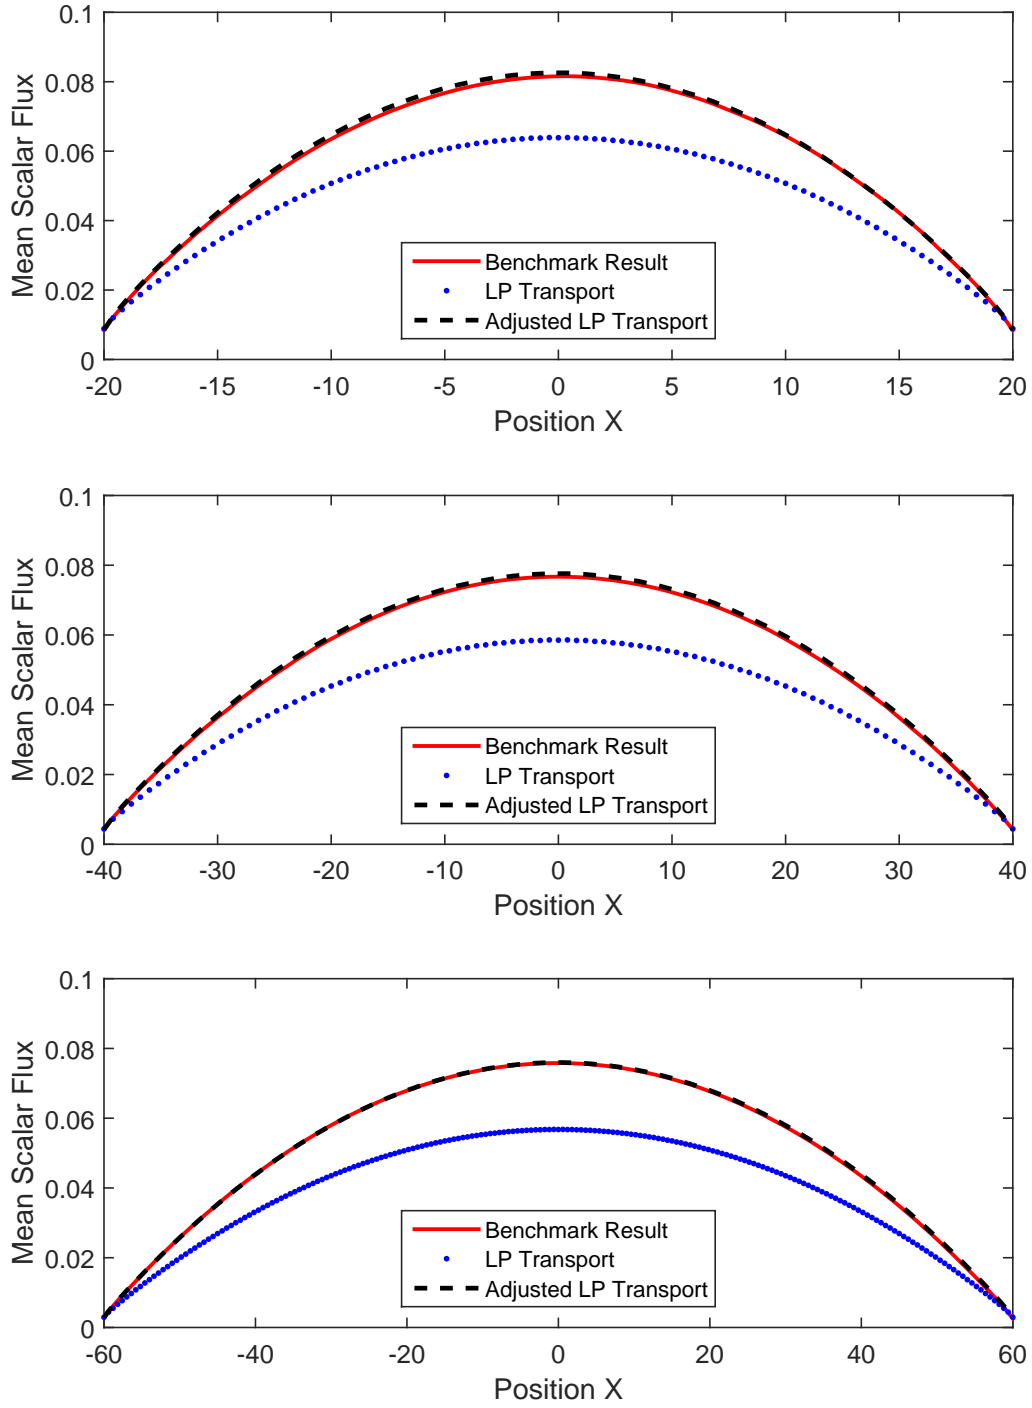 0.1
0.08
0.06
0.04
0.02
0
Mean Scalar Flux
Benchmark Result
LP Transport
Adjusted LP Transport
-20 -15 -10 -5 0 5 10 15 20
Position X
0.1
0.08
0.06
0.04
0.02
0
Mean Scalar Flux
Benchmark Result
LP Transport
Adjusted LP Transport
-40 -30 -20 -10 0 10 20 30 40
Position X
0.1
0.08
0.06
0.04
0.02
0
Mean Scalar Flux
Benchmark Result
LP Transport
Adjusted LP Transport
-60 -40 -20 0 20 40 60
Position X